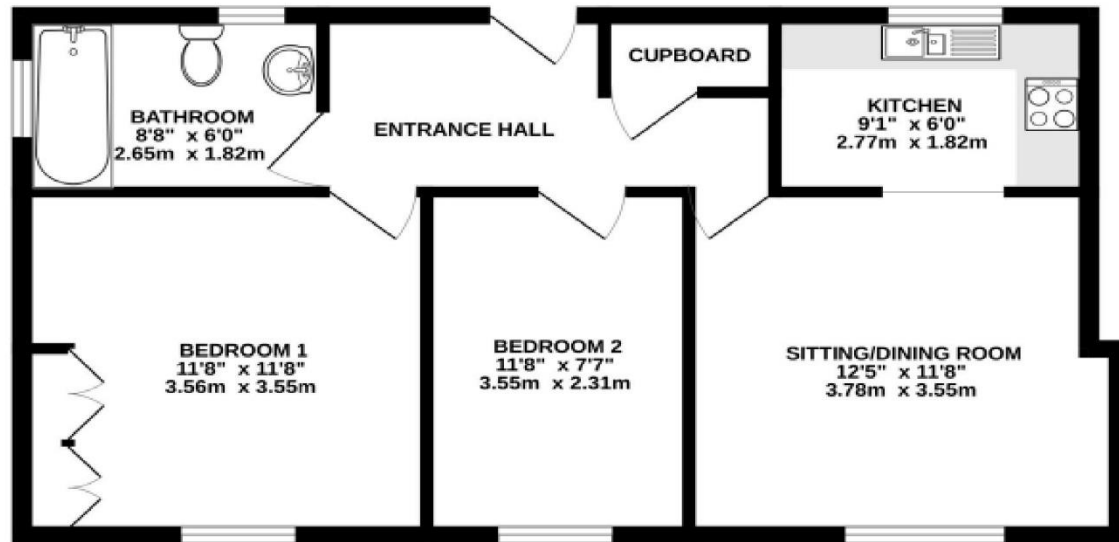 BATHROOM
8'8" x 6'0"
2.65m x 1.82m
ENTRANCE HALL
CUPBOARD
KITCHEN
9'1" x 6'0"
2.77m x 1.82m
BEDROOM 1
11'8" x 11'8"
3.56m x 3.55m
BEDROOM 2
11'8" x 7'7"
3.55m x 2.31m
SITTING/DINING ROOM
12'5" x 11'8"
3.78m x 3.55m